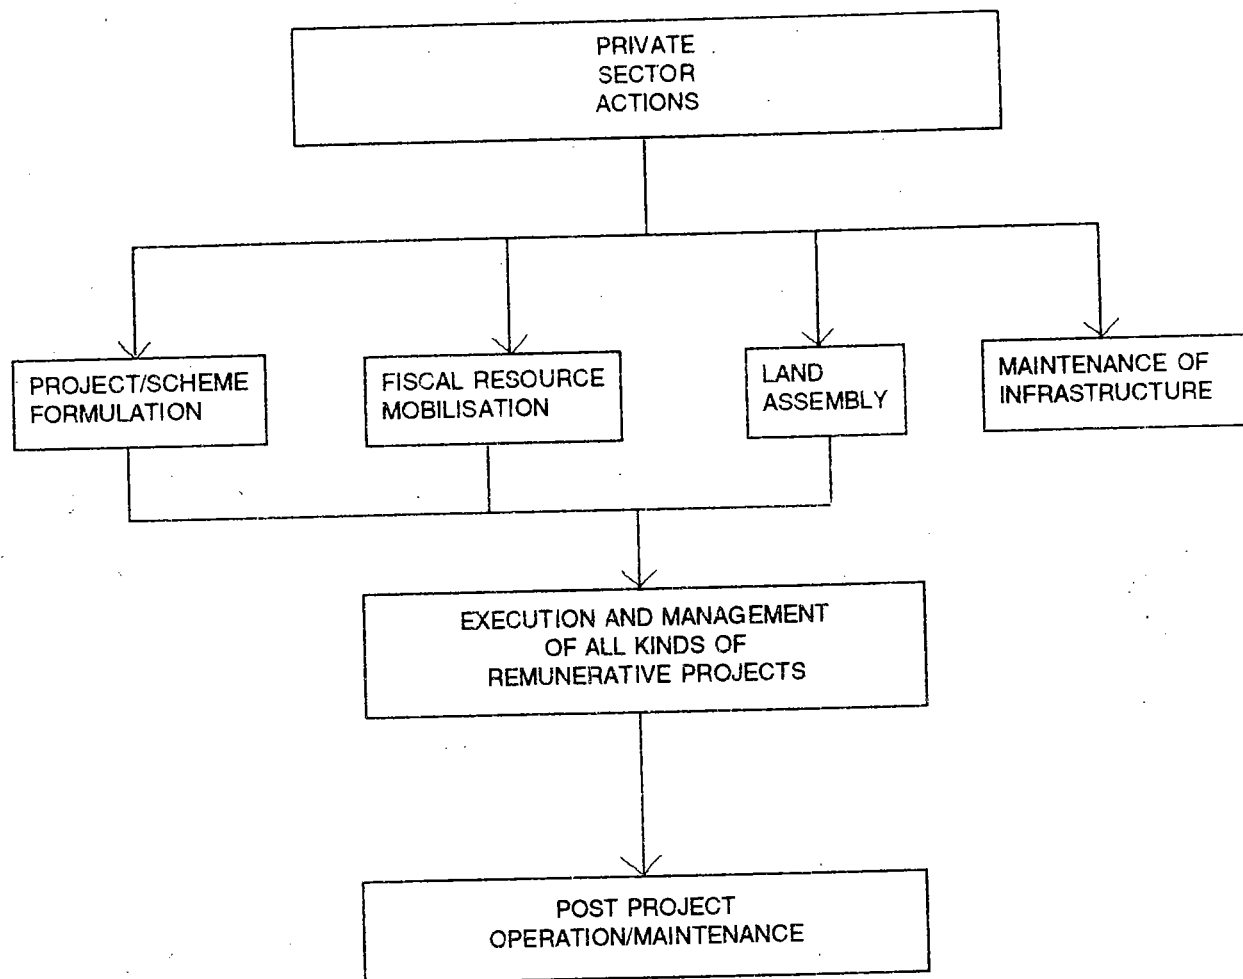 PRIVATE
SECTOR
ACTIONS
PROJECT/SCHEME
FORMULATION
FISCAL RESOURCE
MOBILISATION
LAND
ASSEMBLY
MAINTENANCE OF
INFRASTRUCTURE
EXECUTION AND MANAGEMENT
OF ALL KINDS OF
REMUNERATIVE PROJECTS
POST PROJECT
OPERATION/MAINTENANCE